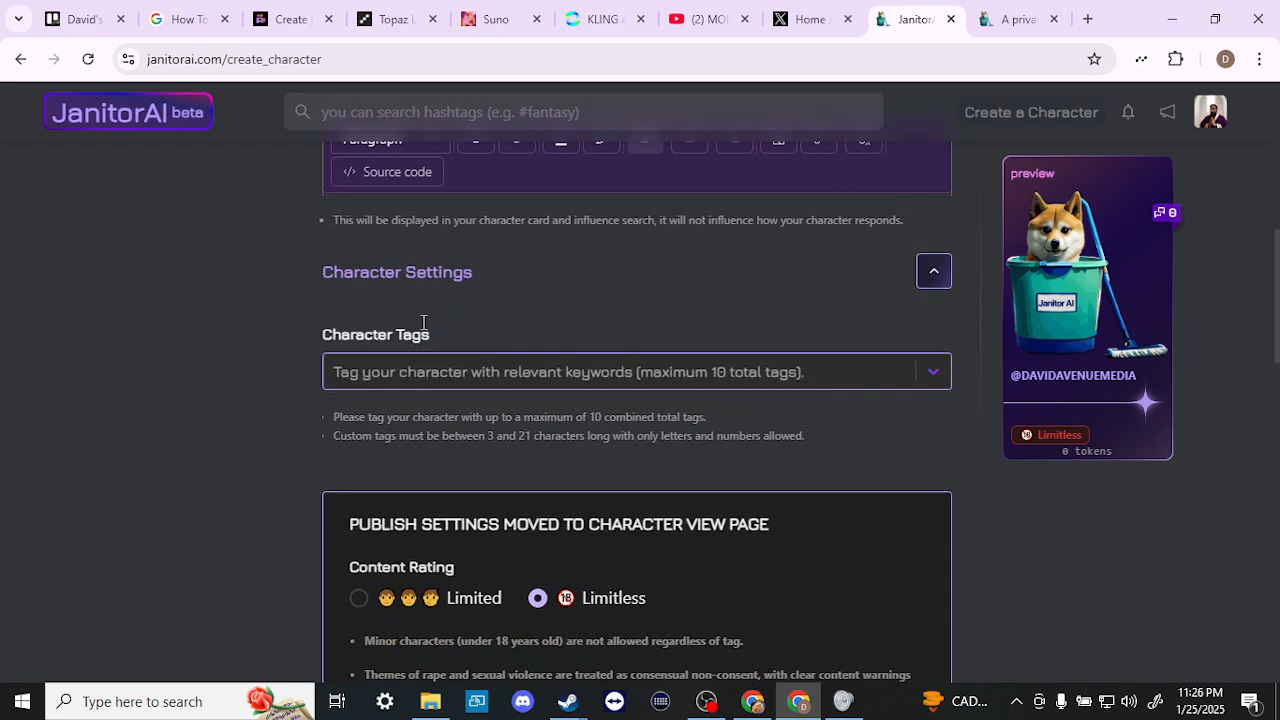 David's
How To
Create
Topaz L
Suno
KLING A
(2) MO
Home
JanitorA
A privat
janitorai.com/create_character
D
JanitorAI beta
you can search hashtags (e.g. #fantasy)
Create a Character
Paragraph
</> Source code
This will be displayed in your character card and influence search, it will not influence how your character responds.
Character Settings
Character Tags
Tag your character with relevant keywords (maximum 10 total tags).
Please tag your character with up to a maximum of 10 combined total tags.
Custom tags must be between 3 and 21 characters long with only letters and numbers allowed.
PUBLISH SETTINGS MOVED TO CHARACTER VIEW PAGE
Content Rating
Limited
18 Limitless
Minor characters (under 18 years old) are not allowed regardless of tag.
Themes of rape and sexual violence are treated as consensual non-consent, with clear content warnings
preview
0
Janitor AI
@DAVIDAVENUEMEDIA
18 Limitless
0 tokens
Type here to search
CAD...
11:26 PM
1/25/2025